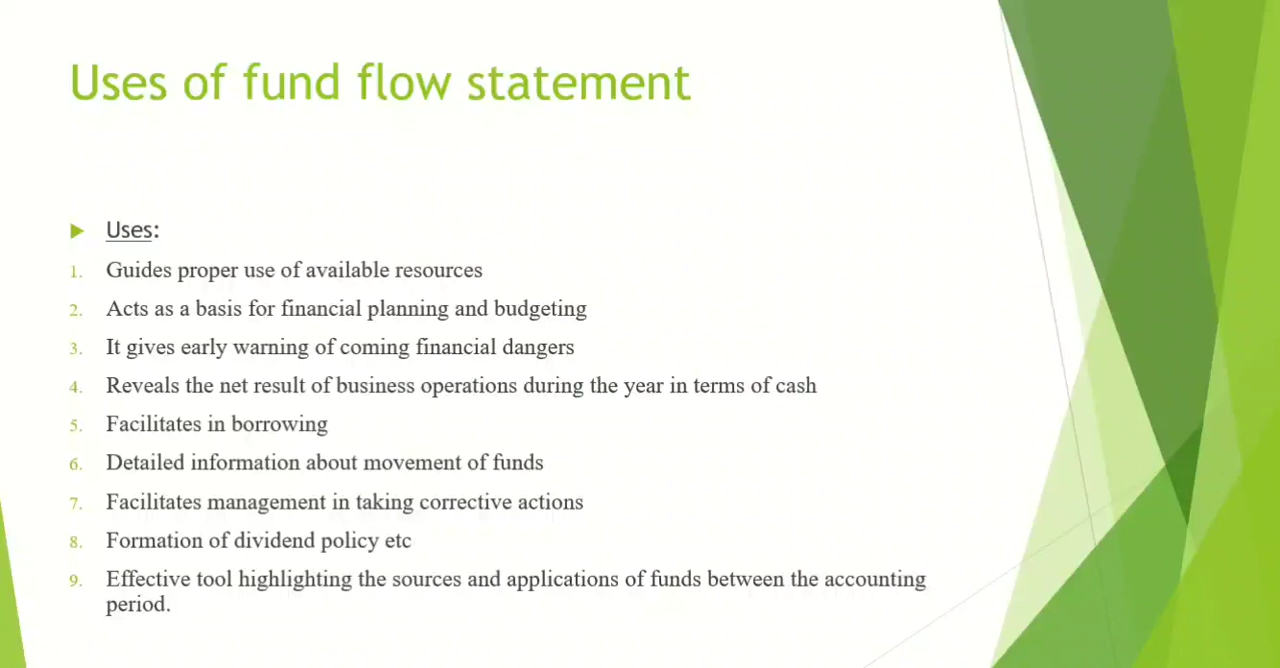 Uses of fund flow statement
Uses:
1. Guides proper use of available resources
2. Acts as a basis for financial planning and budgeting
3. It gives early warning of coming financial dangers
4. Reveals the net result of business operations during the year in terms of cash
5. Facilitates in borrowing
6. Detailed information about movement of funds
7. Facilitates management in taking corrective actions
8. Formation of dividend policy etc
9. Effective tool highlighting the sources and applications of funds between the accounting
period.